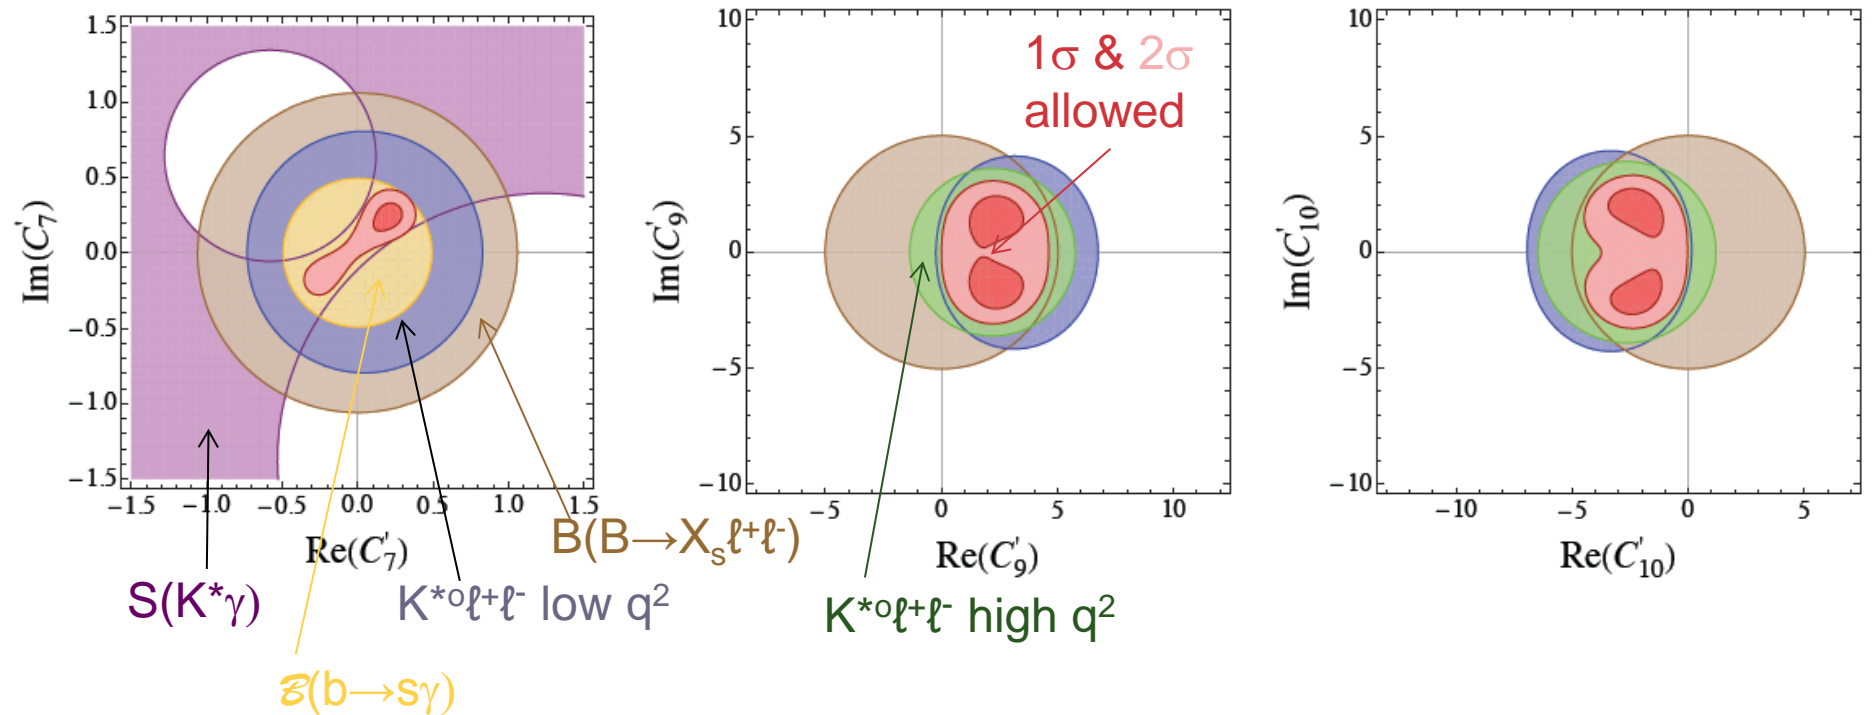 1.5
1.0
0.5
0.0
−0.5
−1.0
−1.5
Im(C'7)
−1.5 −1.0 −0.5 0.0 0.5 1.0 1.5
Re(C'7)
10
5
0
−5
−10
Im(C'9)
−5 0 5 10
Re(C'9)
1σ & 2σ
allowed
10
5
0
−5
−10
Im(C'10)
−10 −5 0 5
Re(C'10)
B(B→Xsℓ+ℓ-)
S(K*γ)
K*oℓ+ℓ- low q2
K*oℓ+ℓ- high q2
ℬ(b→sγ)